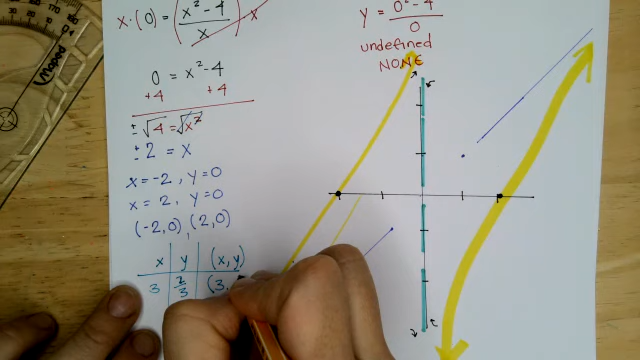 x·(0) = (x² - 4 / x) x
0 = x² - 4
+4 +4
± √4 = √x²
± 2 = x
x = -2 , y = 0
x = 2 , y = 0
(-2,0) , (2,0)
x y (x, y)
3 2/3 (3,
y = 0² - 4 / 0
undefined
NONE